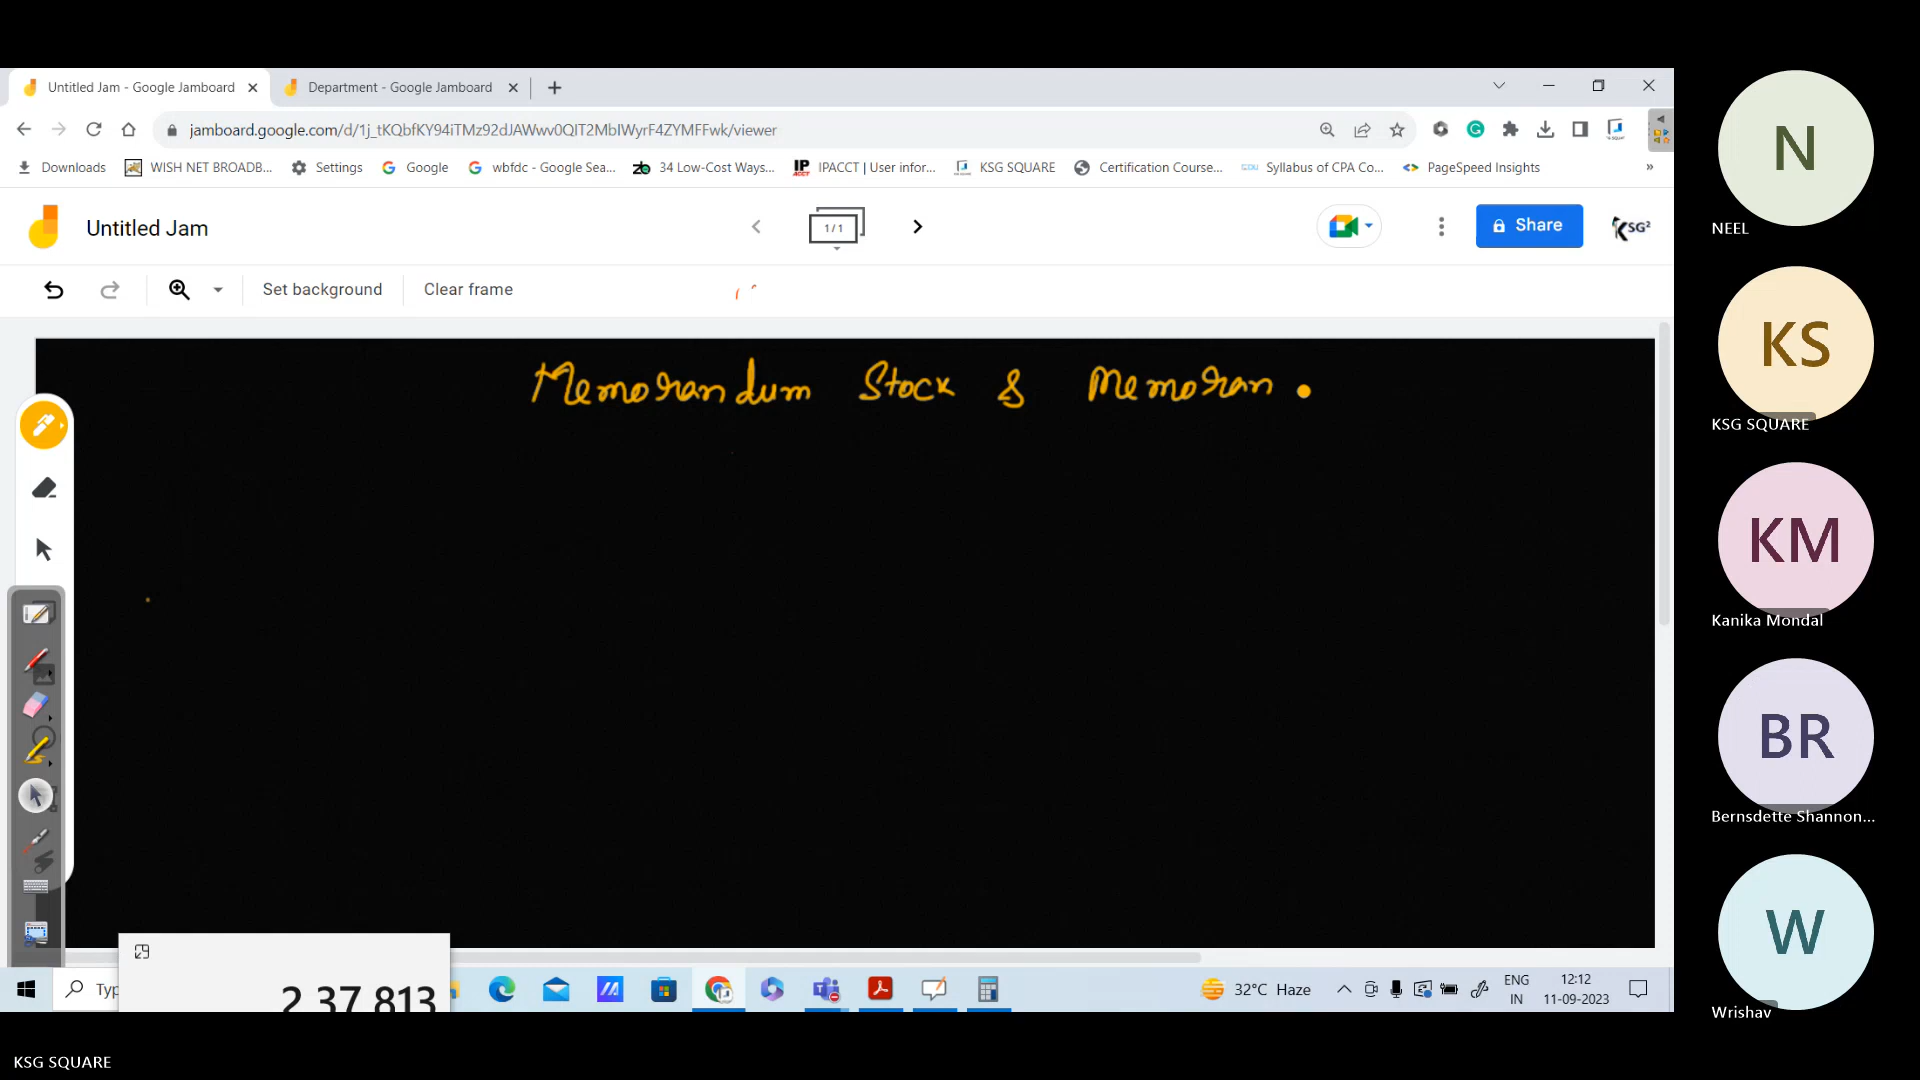 Untitled Jam - Google Jamboard
Department - Google Jamboard
jamboard.google.com/d/1j_tKQbfKY94iTMz92dJAWwv0QIT2MbIWyrF4ZYMFFwk/viewer
Downloads
WISH NET BROADB...
Settings
Google
wbfdc - Google Sea...
34 Low-Cost Ways...
IPACCT | User infor...
KSG SQUARE
Certification Course...
Syllabus of CPA Co...
PageSpeed Insights
Untitled Jam
1/1
Share
KSG²
Set background
Clear frame
Memorandum Stock & Memoran
2,37,813
Typ
32°C Haze
ENG
IN
12:12
11-09-2023
N
NEEL
KS
KSG SQUARE
KM
Kanika Mondal
BR
Bernsdette Shannon...
W
Wrishav
KSG SQUARE